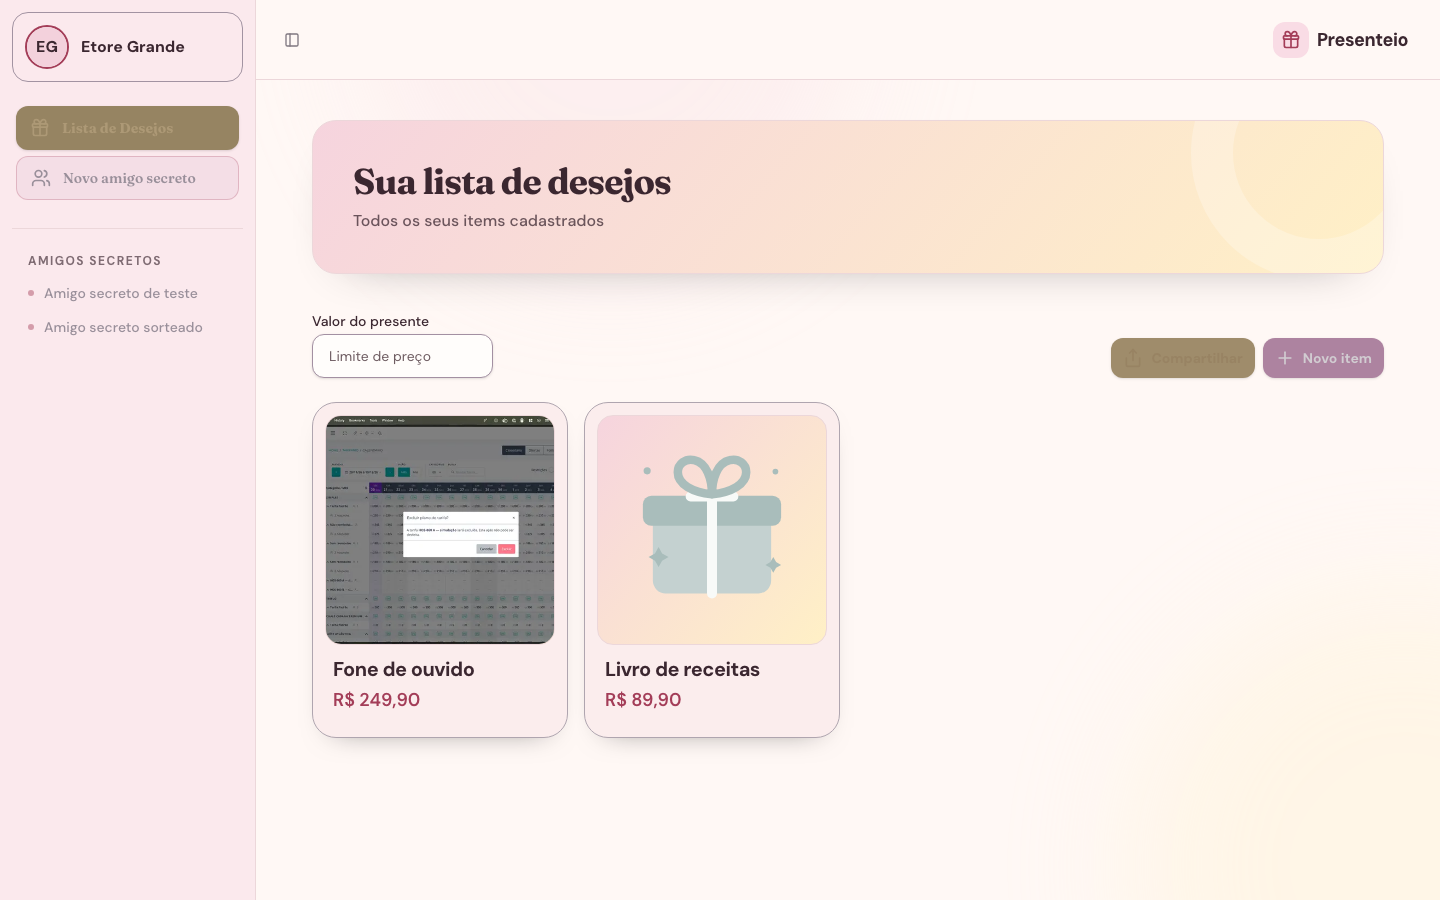 EG
Etore Grande
Presenteio
Lista de Desejos
Novo amigo secreto
AMIGOS SECRETOS
Amigo secreto de teste
Amigo secreto sorteado
Sua lista de desejos
Todos os seus items cadastrados
Valor do presente
Limite de preço
Compartilhar
Novo item
Fone de ouvido
R$ 249,90
Livro de receitas
R$ 89,90